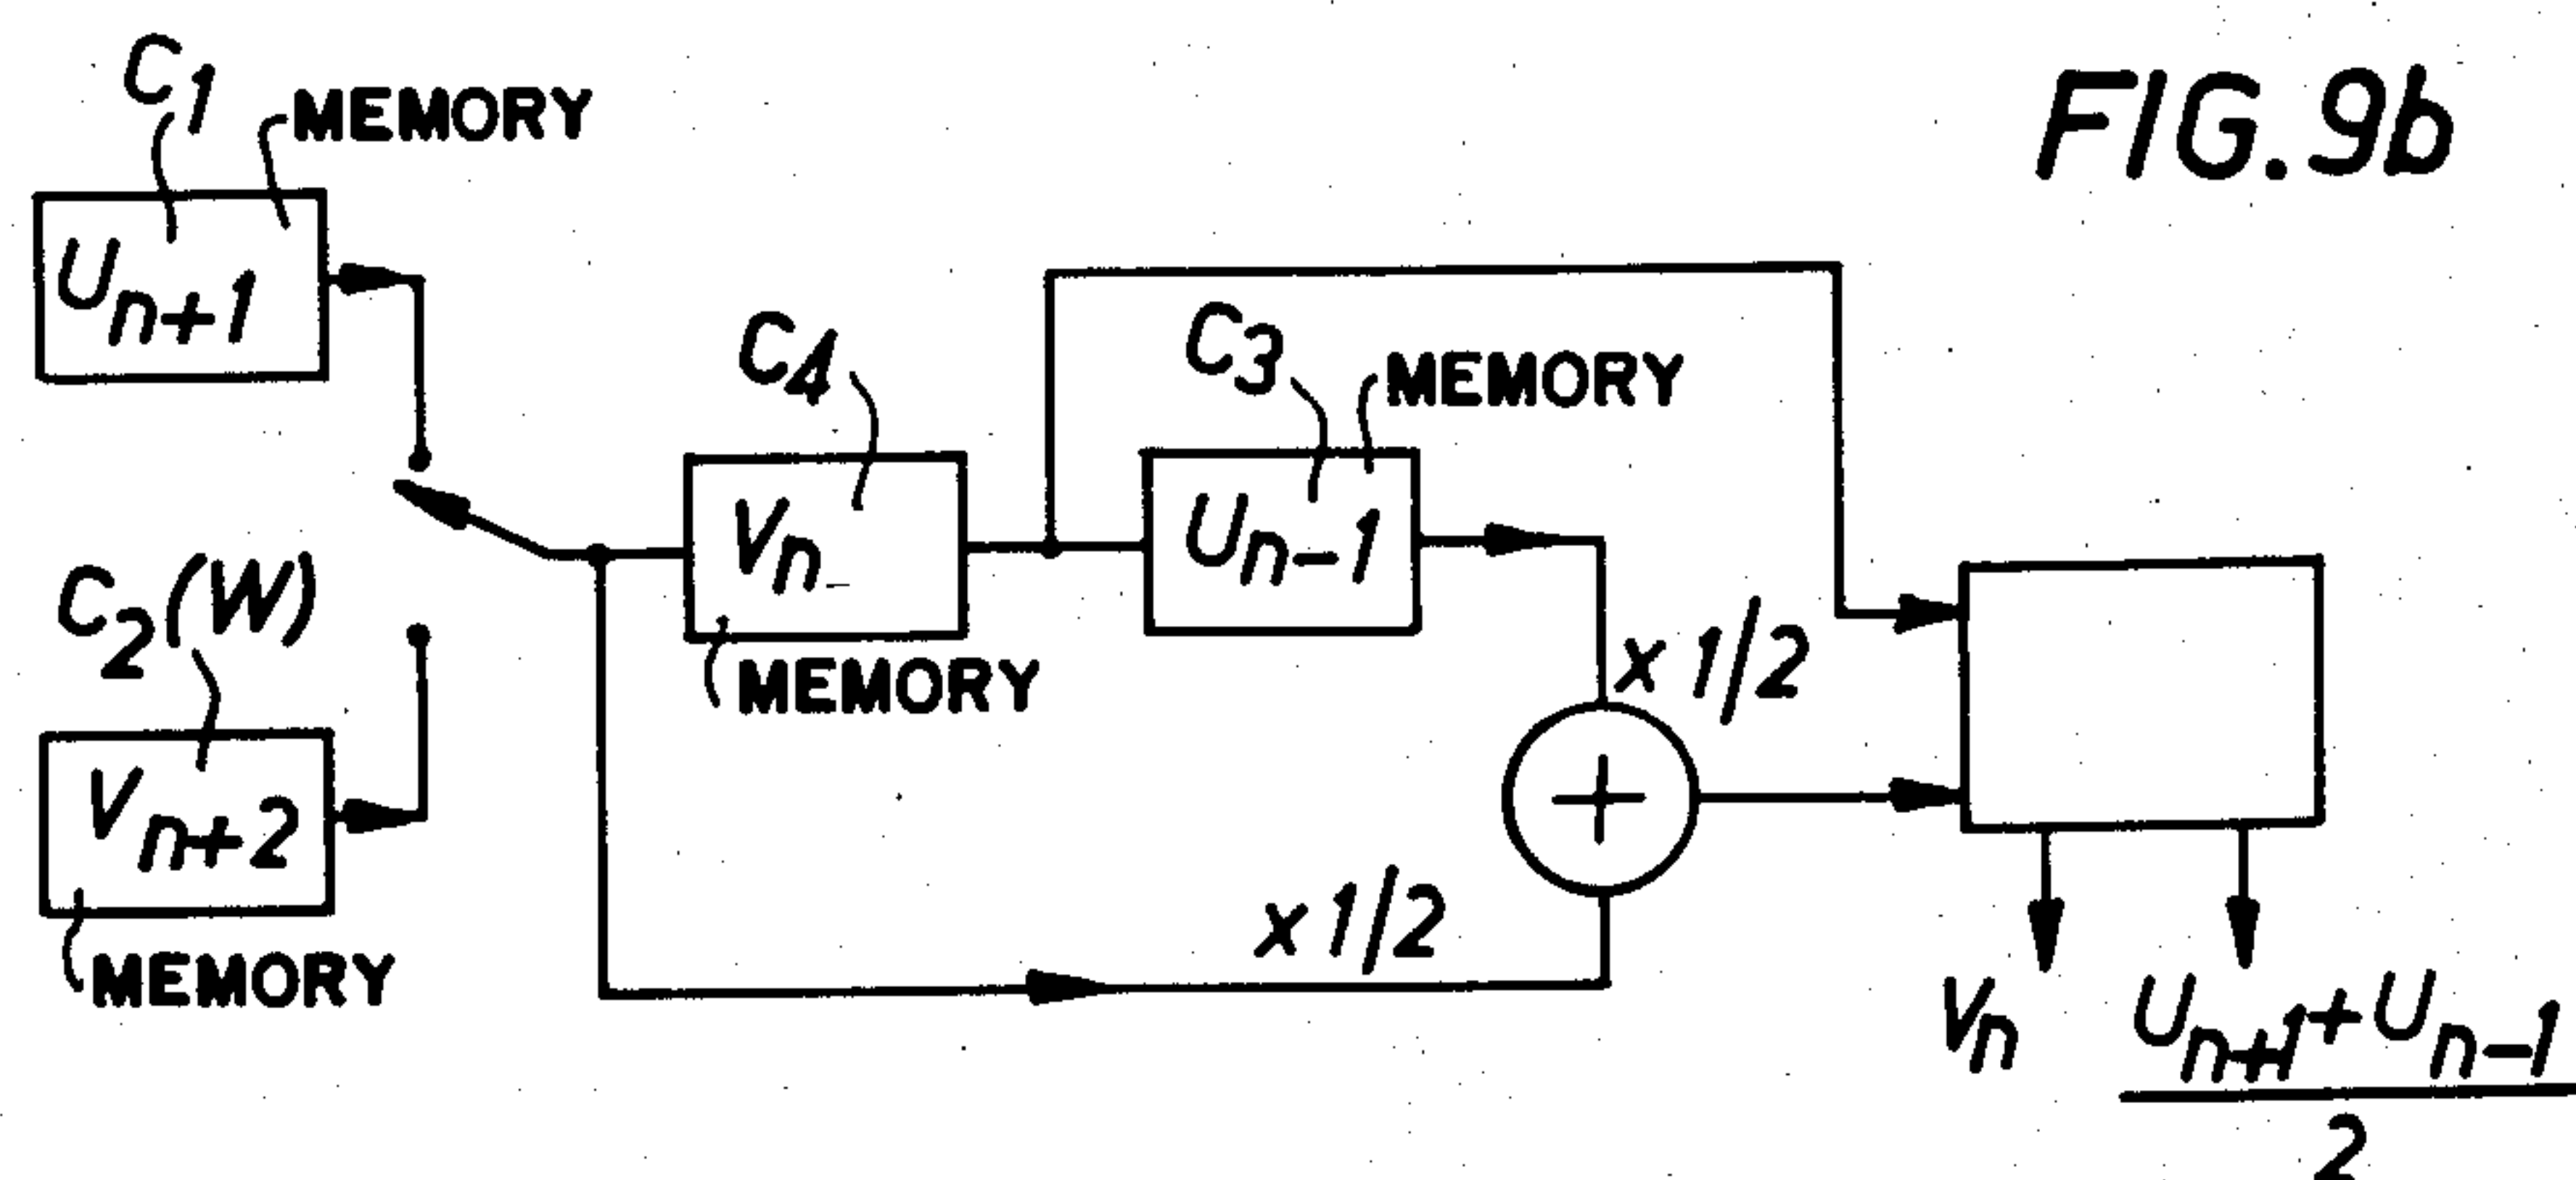 FIG.9b
C1
MEMORY
Un+1
C4
Vn
MEMORY
C3
MEMORY
Un-1
C2(W)
Vn+2
MEMORY
x 1/2
+
x 1/2
Vn
Un+1+Un-1
2